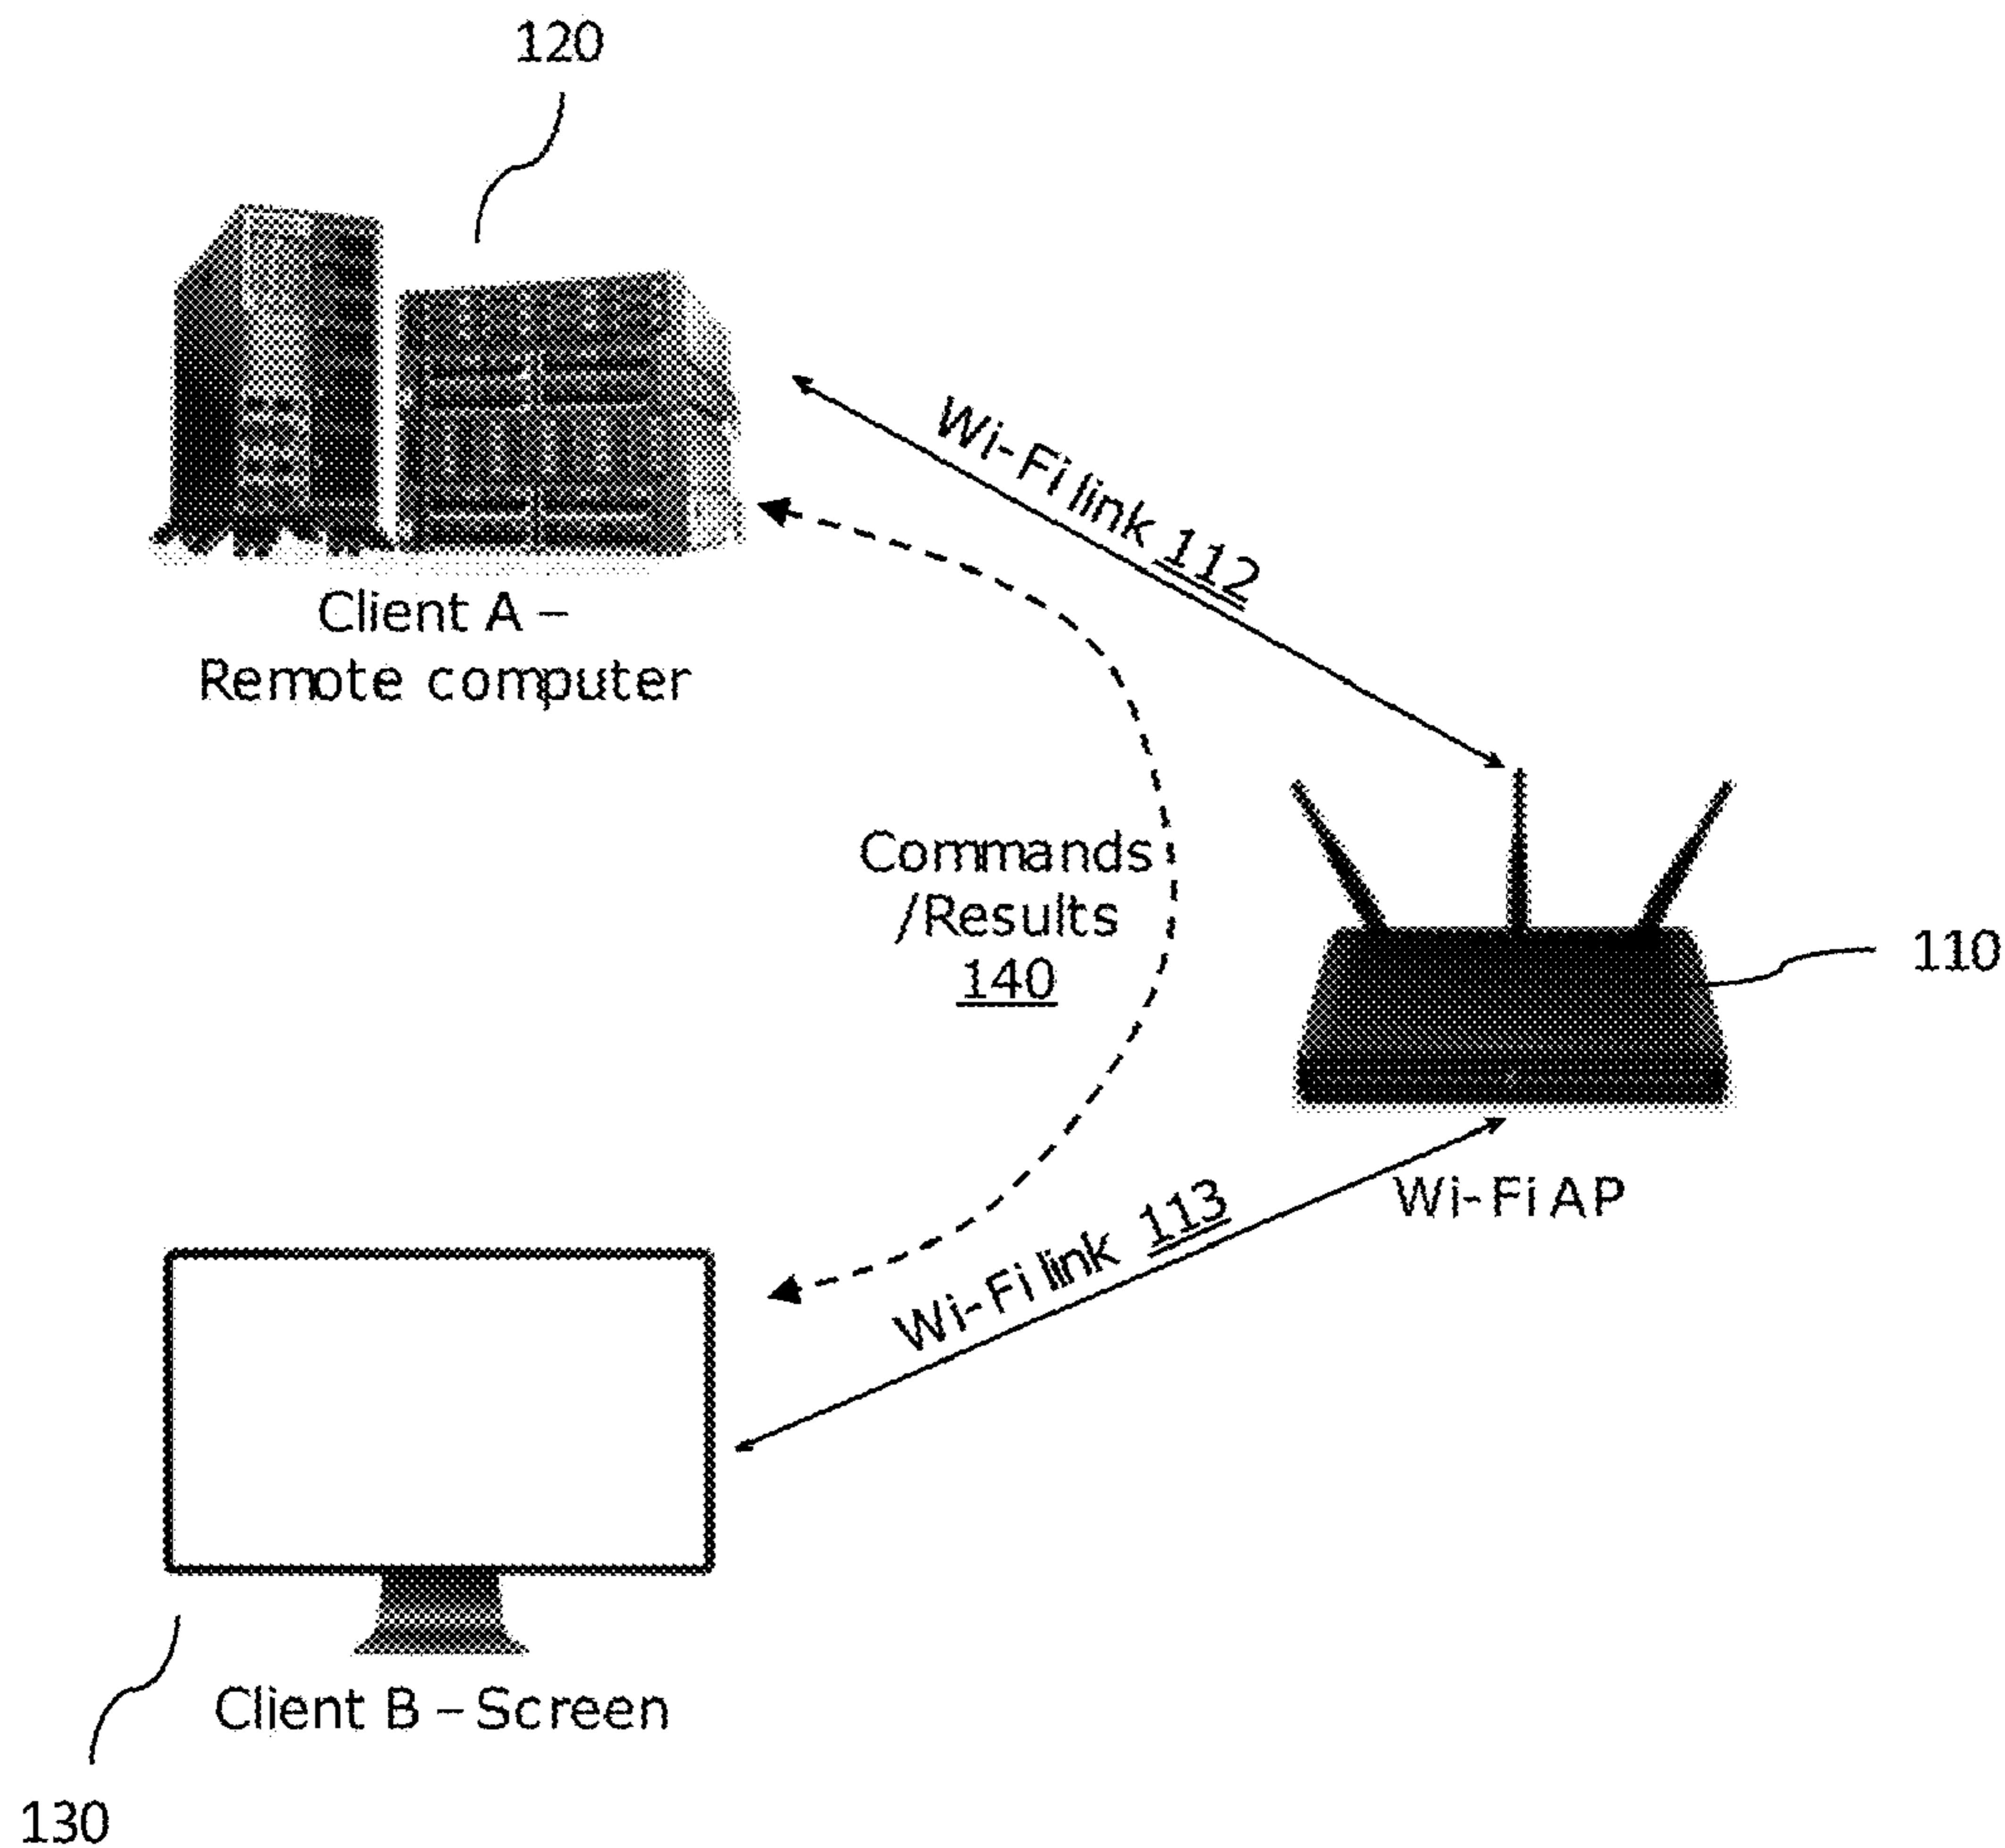 120
Client A –
Remote computer
Wi-Fi link 112
Commands
/Results
140
110
Wi-Fi AP
Wi-Fi link 113
Client B – Screen
130